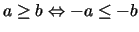 a ≥ b ⇔ −a ≤ −b